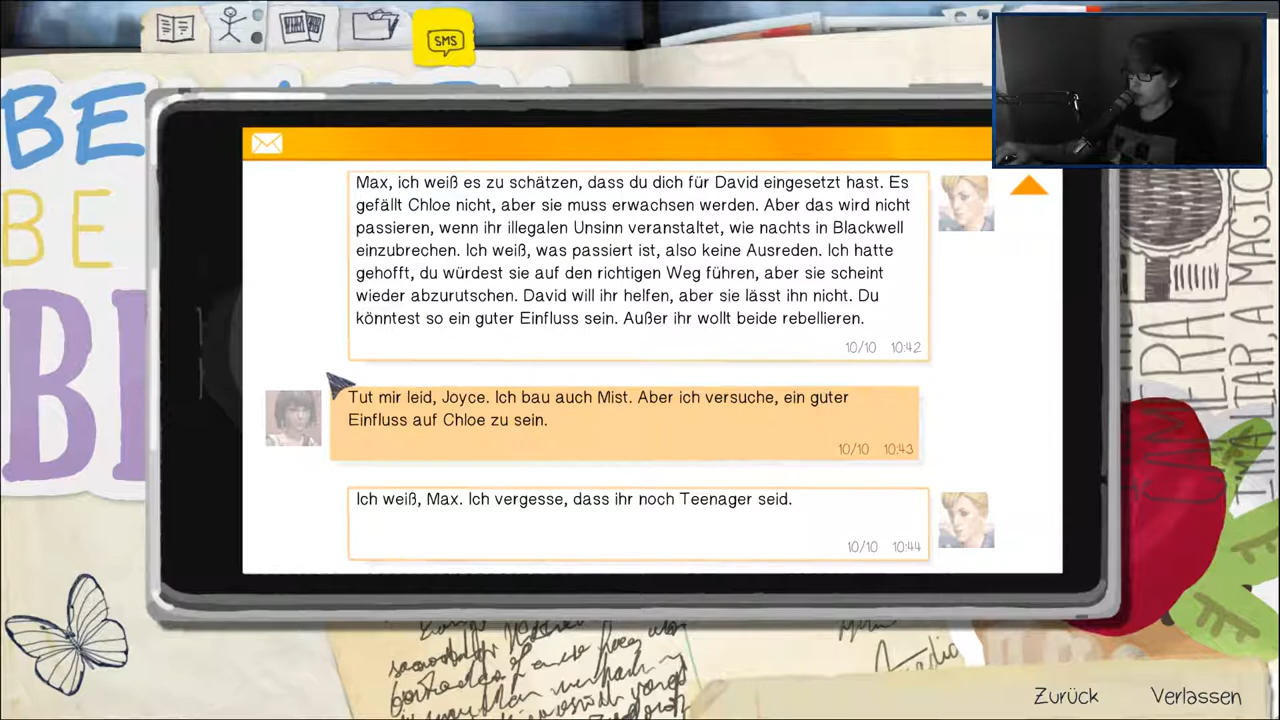 SMS
BE
BE
Max, ich weiß es zu schätzen, dass du dich für David eingesetzt hast. Es
gefällt Chloe nicht, aber sie muss erwachsen werden. Aber das wird nicht
passieren, wenn ihr illegalen Unsinn veranstaltet, wie nachts in Blackwell
einzubrechen. Ich weiß, was passiert ist, also keine Ausreden. Ich hatte
gehofft, du würdest sie auf den richtigen Weg führen, aber sie scheint
wieder abzurutschen. David will ihr helfen, aber sie lässt ihn nicht. Du
könntest so ein guter Einfluss sein. Außer ihr wollt beide rebellieren.
10/10 10:42
Tut mir leid, Joyce. Ich bau auch Mist. Aber ich versuche, ein guter
Einfluss auf Chloe zu sein.
10/10 10:43
Ich weiß, Max. Ich vergesse, dass ihr noch Teenager seid.
10/10 10:44
Zurück Verlassen